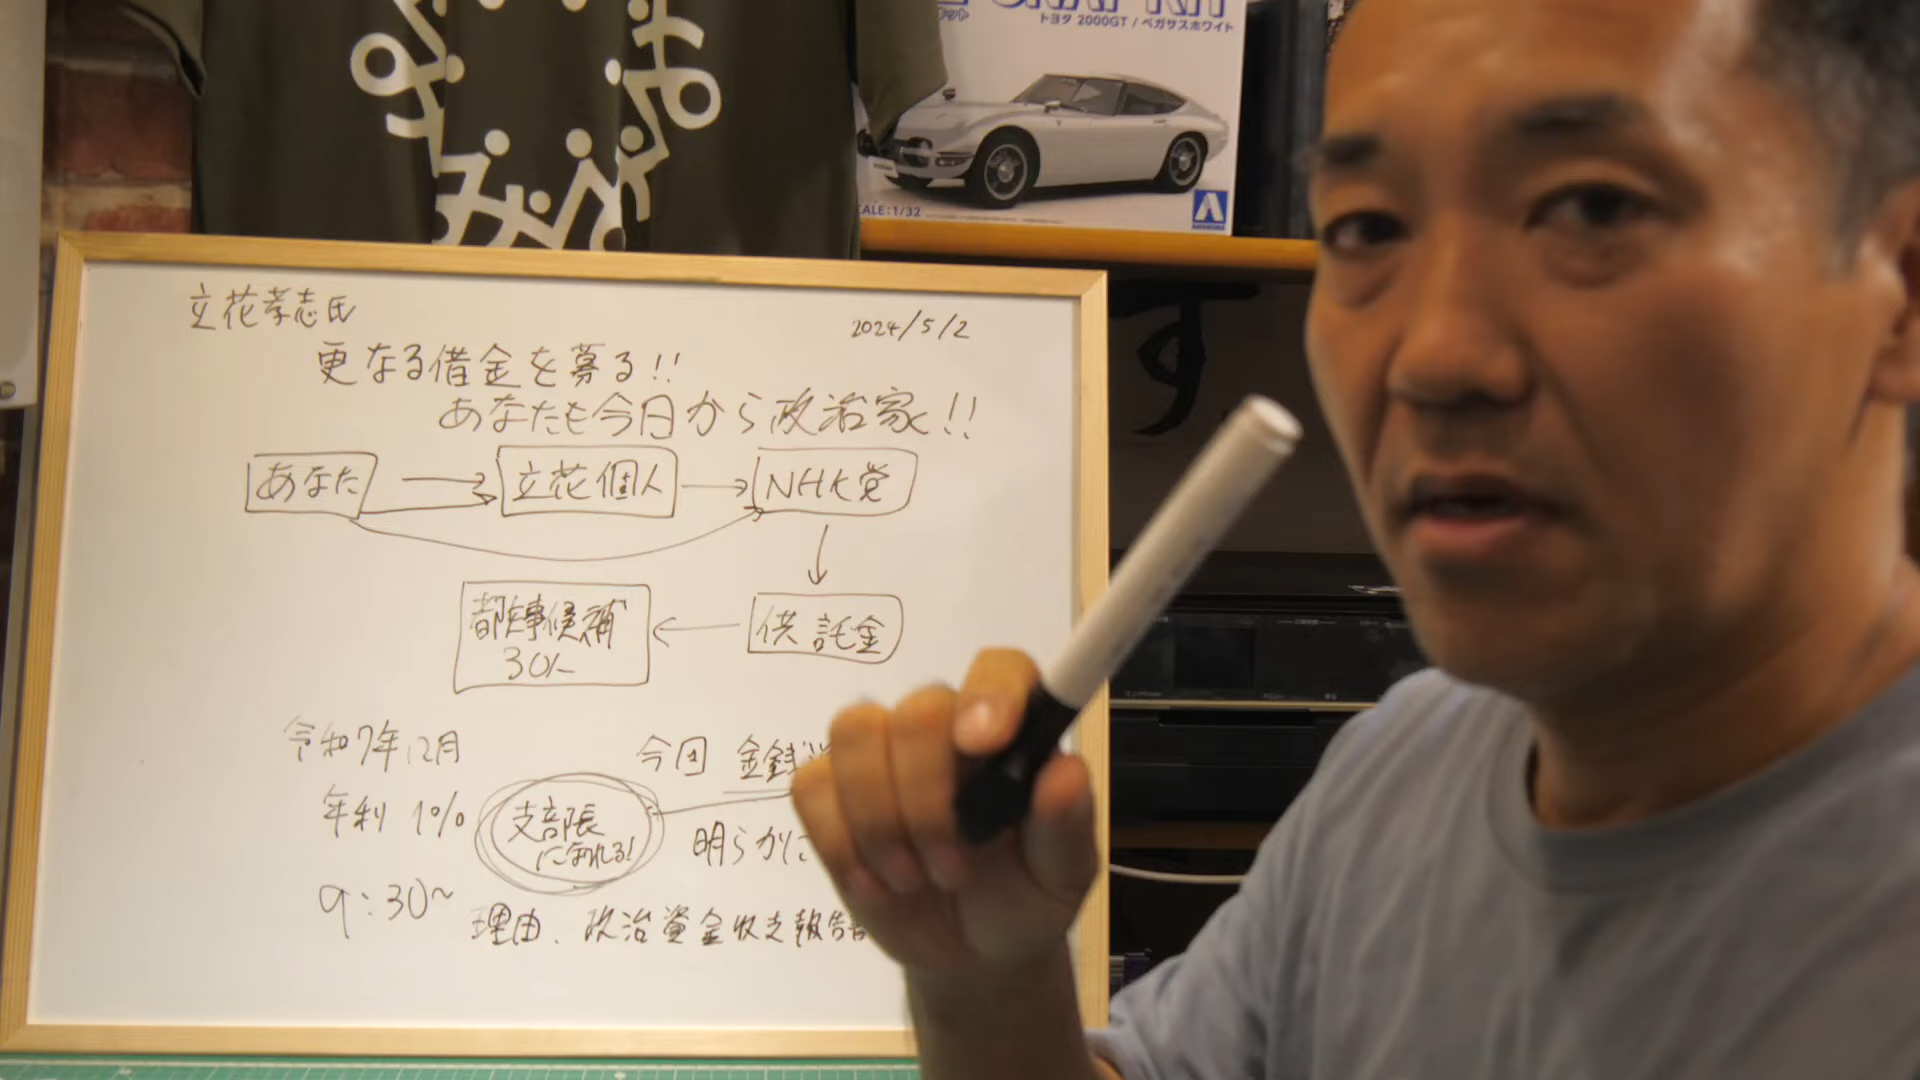 トヨタ 2000GT / ペガサスホワイト
CALE:1/32
す
立花孝志氏
2024/5/2
更なる借金を募る!!
あなたも今日から政治家!!
あなた
立花個人
NHK党
都知事候補
30人
供託金
令和7年12月
今回 金銭
年利 1%
支部長
になれる!
明らかに
9:30~
理由、政治資金収支報告書